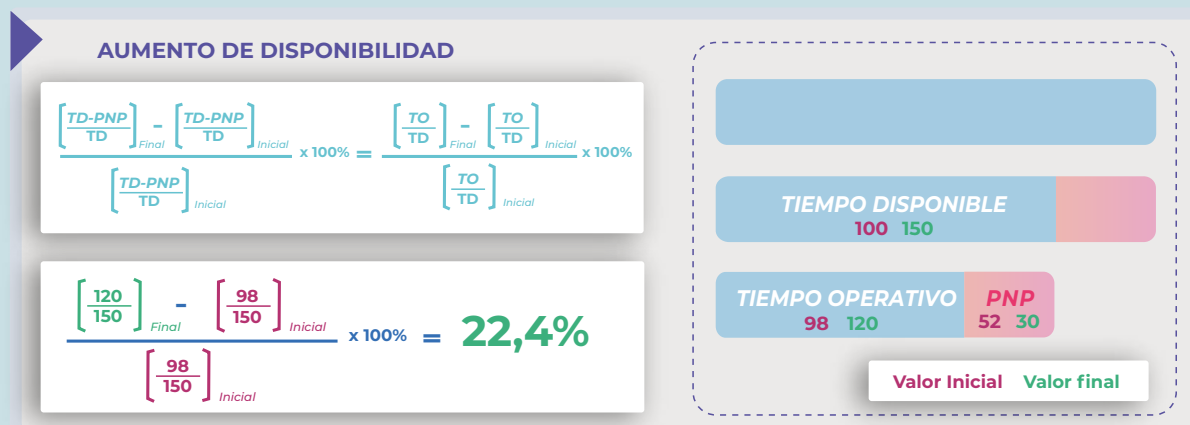 AUMENTO DE DISPONIBILIDAD
[TD-PNP/TD] Final - [TD-PNP/TD] Inicial
x 100% =
[TD-PNP/TD] Inicial
[TO/TD] Final - [TO/TD] Inicial
x 100%
[TO/TD] Inicial
[120/150] Final - [98/150] Inicial
x 100% = 22,4%
[98/150] Inicial
TIEMPO DISPONIBLE
100 150
TIEMPO OPERATIVO
98 120
PNP
52 30
Valor Inicial Valor final